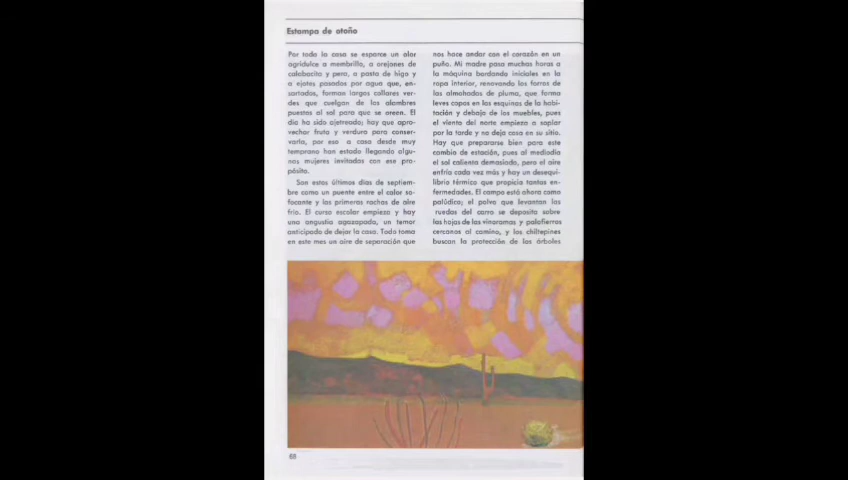 Estampa de otoño
Por toda la casa se esparce un olor
agridulce a membrillo, a orejones de
calabacita y pera, a pasta de higo y
a ejotes pasados por agua que, en-
sartados, forman largos collares ver-
des que cuelgan de los alambres
puestos al sol para que se oreen. El
día ha sido ajetreado; hay que apro-
vechar fruta y verdura para conser-
varla, por eso a casa desde muy
temprano han estado llegando algu-
nas mujeres invitadas con ese pro-
pósito.
Son estos últimos días de septiem-
bre como un puente entre el calor so-
focante y las primeras rachas de aire
frío. El curso escolar empieza y hay
una angustia agazapada, un temor
anticipado de dejar la casa. Todo toma
en este mes un aire de separación que
nos hace andar con el corazón en un
puño. Mi madre pasa muchas horas a
la máquina bordando iniciales en la
ropa interior, renovando los forros de
las almohadas de pluma, que forma
leves copos en las esquinas de la habi-
tación y debajo de los muebles, pues
el viento del norte empieza a soplar
por la tarde y no deja cosa en su sitio.
Hay que prepararse bien para este
cambio de estación, pues al mediodía
el sol calienta demasiado, pero el aire
enfría cada vez más y hay un desequi-
librio térmico que propicia tantas en-
fermedades. El campo está ahora como
palúdico; el polvo que levantan las
ruedas del carro se deposita sobre
las hojas de las vinoramas y palofierros
cercanos al camino, y los chiltepines
buscan la protección de los árboles
68